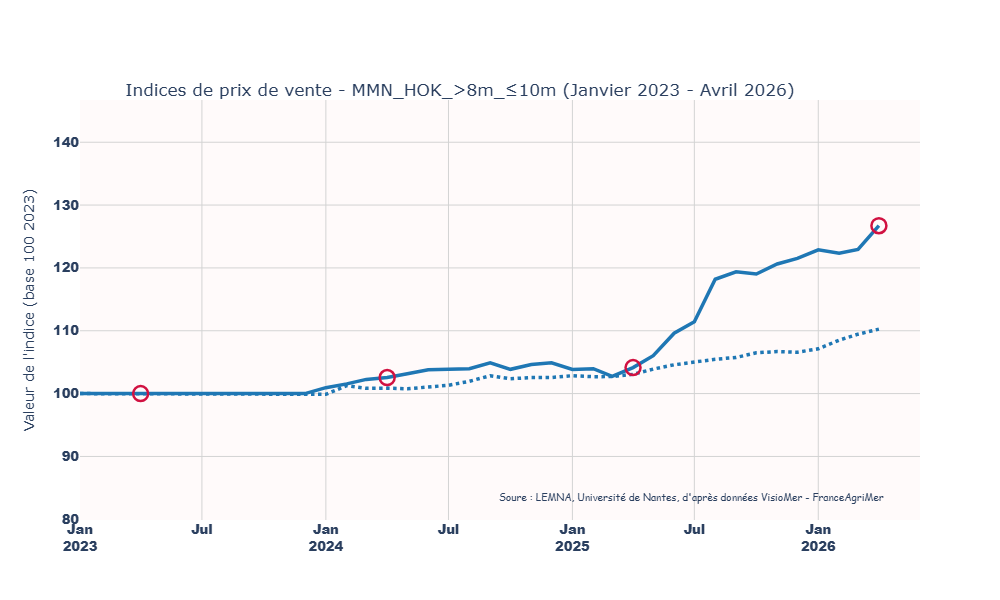 Indices de prix de vente - MMN_HOK_>8m_≤10m (Janvier 2023 - Avril 2026)
Valeur de l'indice (base 100 2023)
140
130
120
110
100
90
80
Soure : LEMNA, Université de Nantes, d'après données VisioMer - FranceAgriMer
Jan Jul Jan Jul Jan Jul Jan
2023 2024 2025 2026